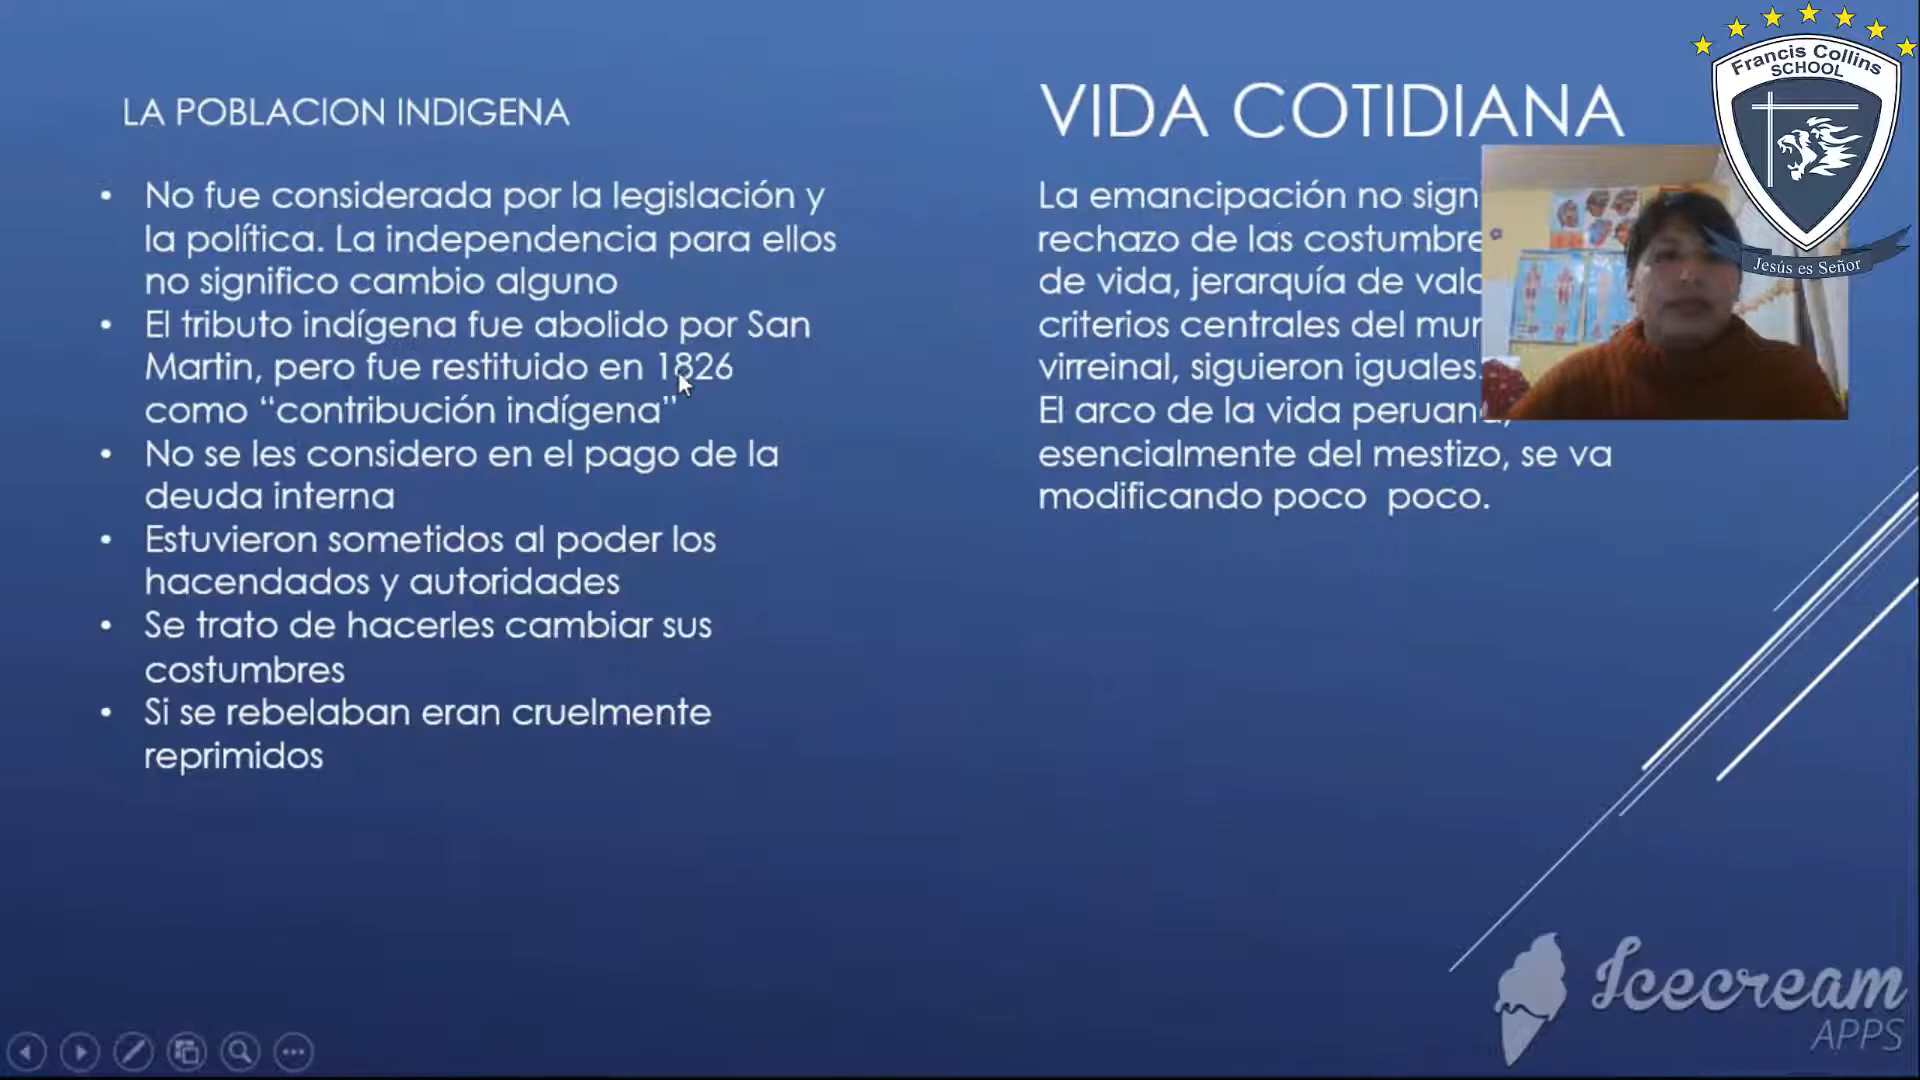 LA POBLACION INDIGENA
• No fue considerada por la legislación y
la política. La independencia para ellos
no significo cambio alguno
• El tributo indígena fue abolido por San
Martin, pero fue restituido en 1826
como “contribución indígena”
• No se les considero en el pago de la
deuda interna
• Estuvieron sometidos al poder los
hacendados y autoridades
• Se trato de hacerles cambiar sus
costumbres
• Si se rebelaban eran cruelmente
reprimidos
VIDA COTIDIANA
La emancipación no sign
rechazo de las costumbre
de vida, jerarquía de valo
criterios centrales del mun
virreinal, siguieron iguales.
El arco de la vida peruana,
esencialmente del mestizo, se va
modificando poco  poco.
Francis Collins
SCHOOL
Jesús es Señor
Icecream
APPS